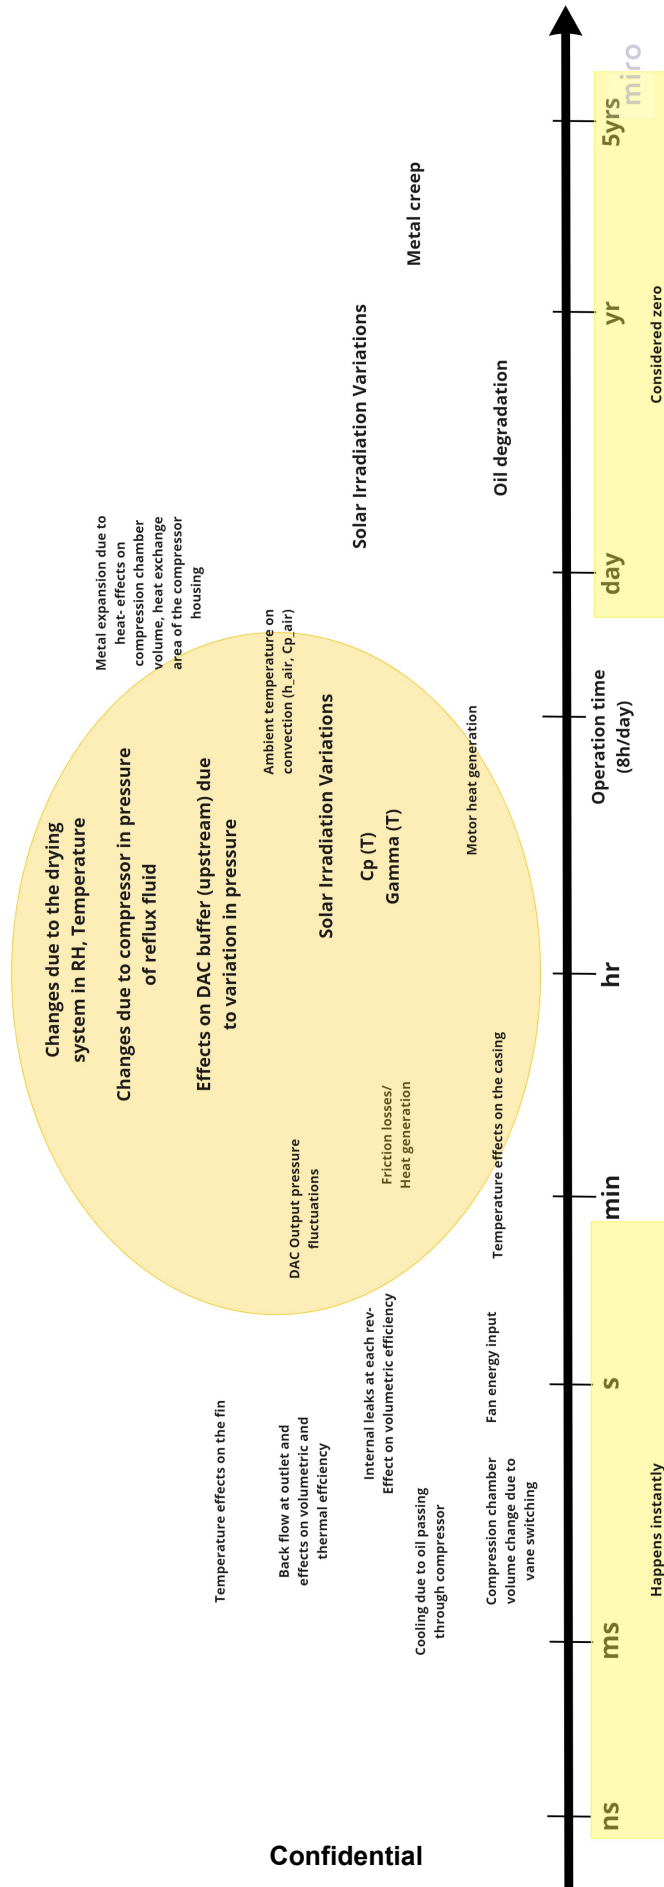 Changes due to the drying
system in RH, Temperature
Changes due to compressor in pressure
of reflux fluid
Effects on DAC buffer (upstream) due
to variation in pressure
Metal expansion due to
heat- effects on
compression chamber
volume, heat exchange
area of the compressor
housing
Temperature effects on the fin
Back flow at outlet and
effects on volumetric and
thermal effciency
DAC Output pressure
fluctuations
Ambient temperature on
convection (h_air, Cp_air)
Solar Irradiation Variations
Solar Irradiation Variations
Internal leaks at each rev-
Effect on volumetric efficiency
Friction losses/
Heat generation
Cp (T)
Gamma (T)
Metal creep
Cooling due to oil passing
through compressor
Motor heat generation
Compression chamber
volume change due to
vane switching
Fan energy input
Temperature effects on the casing
Oil degradation
ns
ms
s
min
hr
Operation time
(8h/day)
day
yr
5yrs
miro
Happens instantly
Considered zero
Confidential